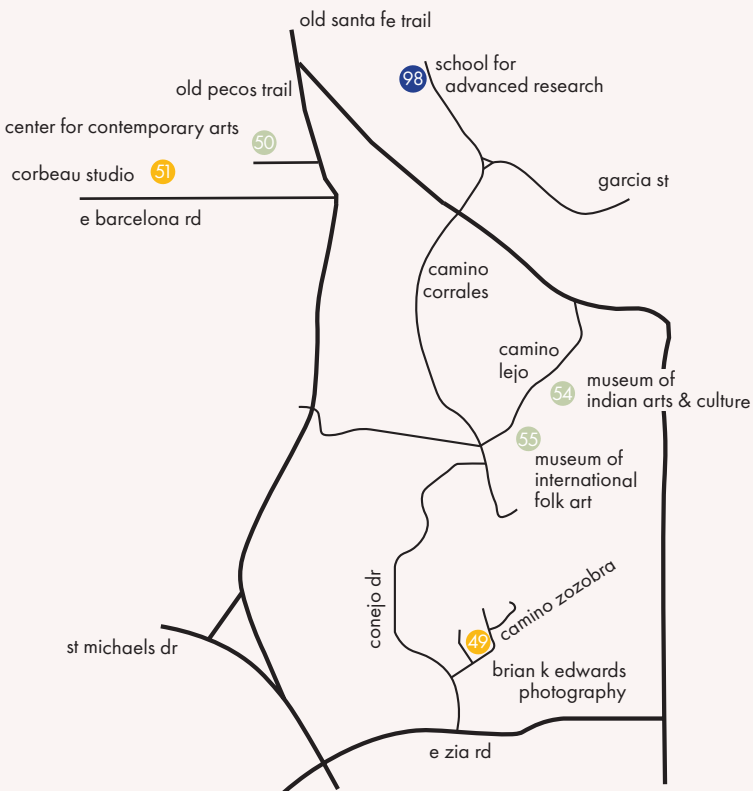 old santa fe trail
98 school for
advanced research
old pecos trail
center for contemporary arts 50
corbeau studio 51
garcia st
e barcelona rd
camino
corrales
camino
lejo
54 museum of
indian arts & culture
55
museum of
international
folk art
conejo dr
camino zozobra
49
st michaels dr
brian k edwards
photography
e zia rd